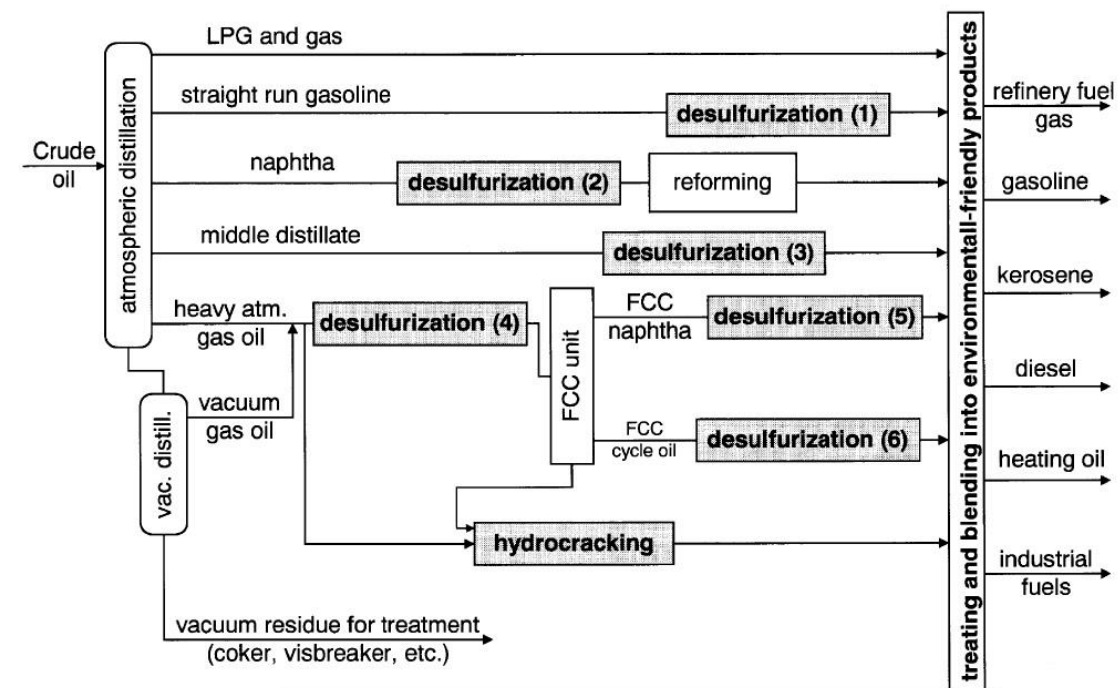 LPG and gas
straight run gasoline
desulfurization (1)
Crude
oil
atmospheric distillation
naphtha
desulfurization (2)
reforming
middle distillate
desulfurization (3)
heavy atm.
gas oil
desulfurization (4)
FCC unit
FCC
naphtha
desulfurization (5)
vac. distill.
vacuum
gas oil
FCC
cycle oil
desulfurization (6)
hydrocracking
vacuum residue for treatment
(coker, visbreaker, etc.)
treating and blending into environmentall-friendly products
refinery fuel
gas
gasoline
kerosene
diesel
heating oil
industrial
fuels